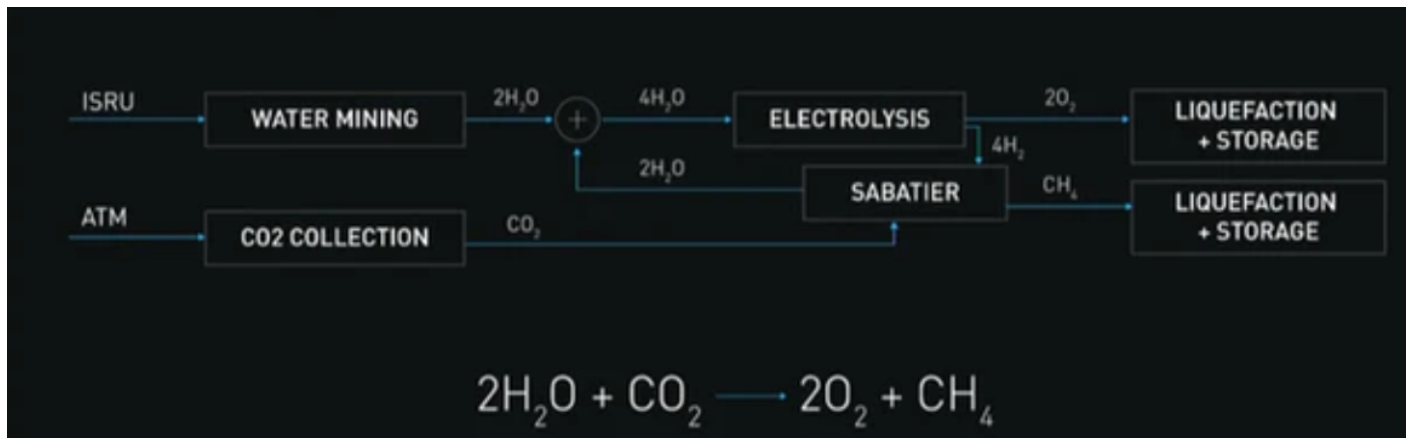 ISRU
WATER MINING
2H₂O
+
4H₂O
ELECTROLYSIS
2O₂
LIQUEFACTION
+ STORAGE
4H₂
2H₂O
SABATIER
CH₄
LIQUEFACTION
+ STORAGE
ATM
CO2 COLLECTION
CO₂
2H₂O + CO₂ → 2O₂ + CH₄